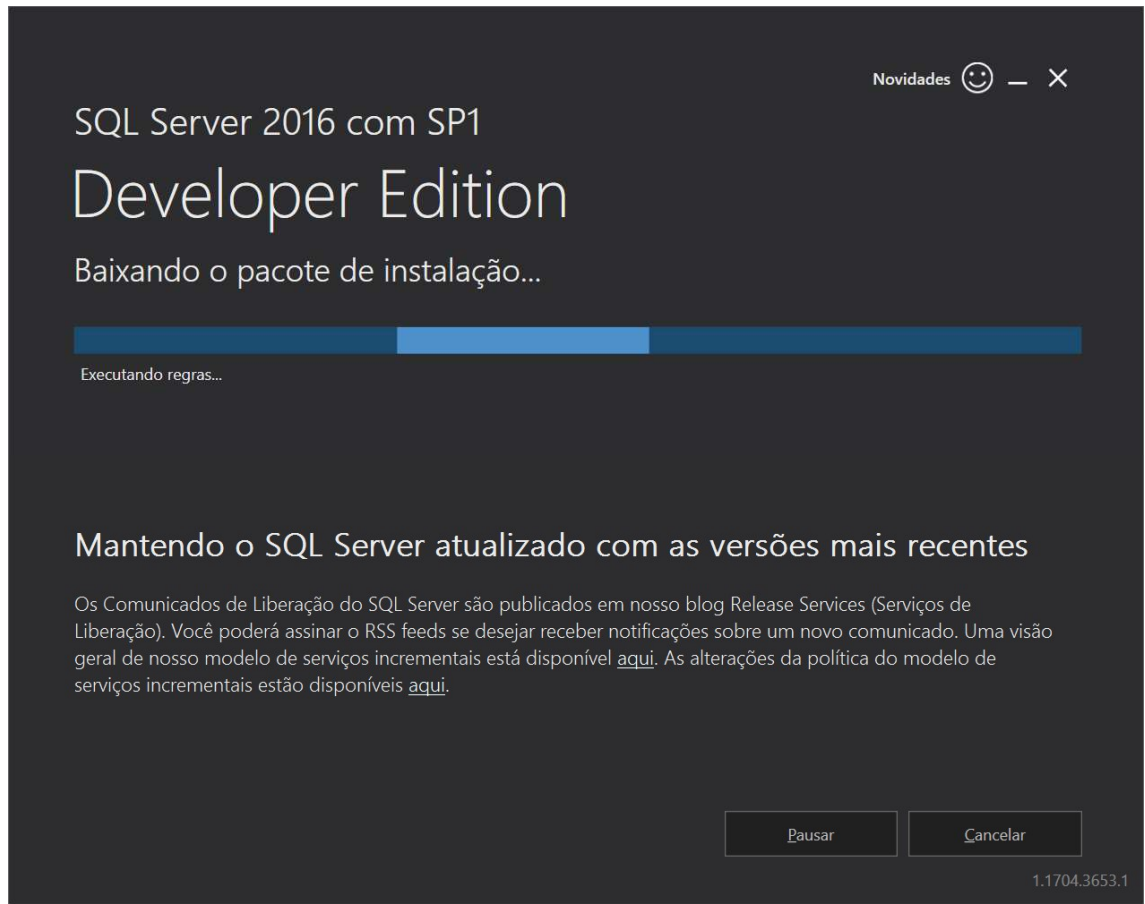 Novidades
SQL Server 2016 com SP1
Developer Edition
Baixando o pacote de instalação...
Executando regras...
Mantendo o SQL Server atualizado com as versões mais recentes
Os Comunicados de Liberação do SQL Server são publicados em nosso blog Release Services (Serviços de
Liberação). Você poderá assinar o RSS feeds se desejar receber notificações sobre um novo comunicado. Uma visão
geral de nosso modelo de serviços incrementais está disponível aqui. As alterações da política do modelo de
serviços incrementais estão disponíveis aqui.
Pausar
Cancelar
1.1704.3653.1